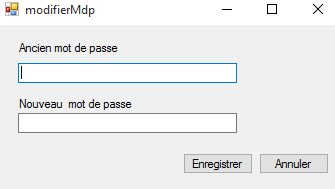 modifierMdp
Ancien mot de passe
Nouveau  mot de passe
Enregistrer Annuler